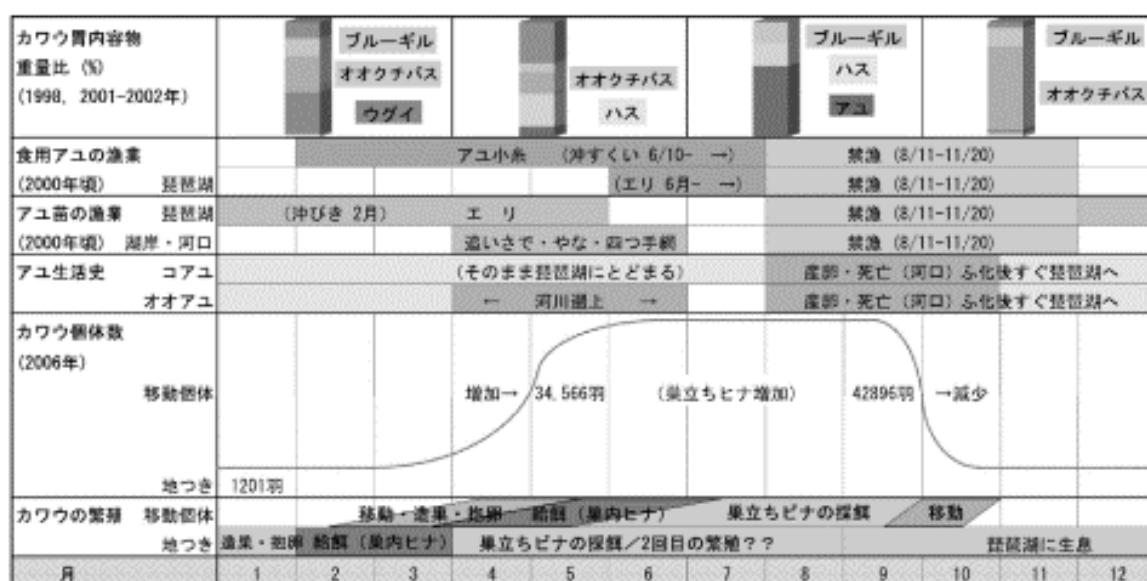 カワウ胃内容物
重量比 (%)
(1998, 2001-2002年)
ブルーギル
オオクチバス
ウグイ
オオクチバス
ハス
ブルーギル
ハス
アユ
ブルーギル
オオクチバス
食用アユの漁業
アユ小糸 (沖すくい 6/10- →)
禁漁 (8/11-11/20)
(2000年頃) 琵琶湖
(エリ 6月- →)
禁漁 (8/11-11/20)
アユ苗の漁業 琵琶湖
(沖びき 2月) エ リ
禁漁 (8/11-11/20)
(2000年頃) 湖岸・河口
追いさで・やな・四つ手網
禁漁 (8/11-11/20)
アユ生活史 コアユ
(そのまま琵琶湖にとどまる)
産卵・死亡 (河口) ふ化後すぐ琵琶湖へ
オオアユ
← 河川遡上 →
産卵・死亡 (河口) ふ化後すぐ琵琶湖へ
カワウ個体数
(2006年)
移動個体
増加→ 34,566羽 (巣立ちヒナ増加) 42896羽 →減少
地つき 1201羽
カワウの繁殖 移動個体
移動・造巣・抱卵 給餌 (巣内ヒナ) 巣立ちヒナの採餌 移動
地つき 造巣・抱卵 給餌 (巣内ヒナ) 巣立ちヒナの採餌/2回目の繁殖?? 琵琶湖に生息
月 1 2 3 4 5 6 7 8 9 10 11 12